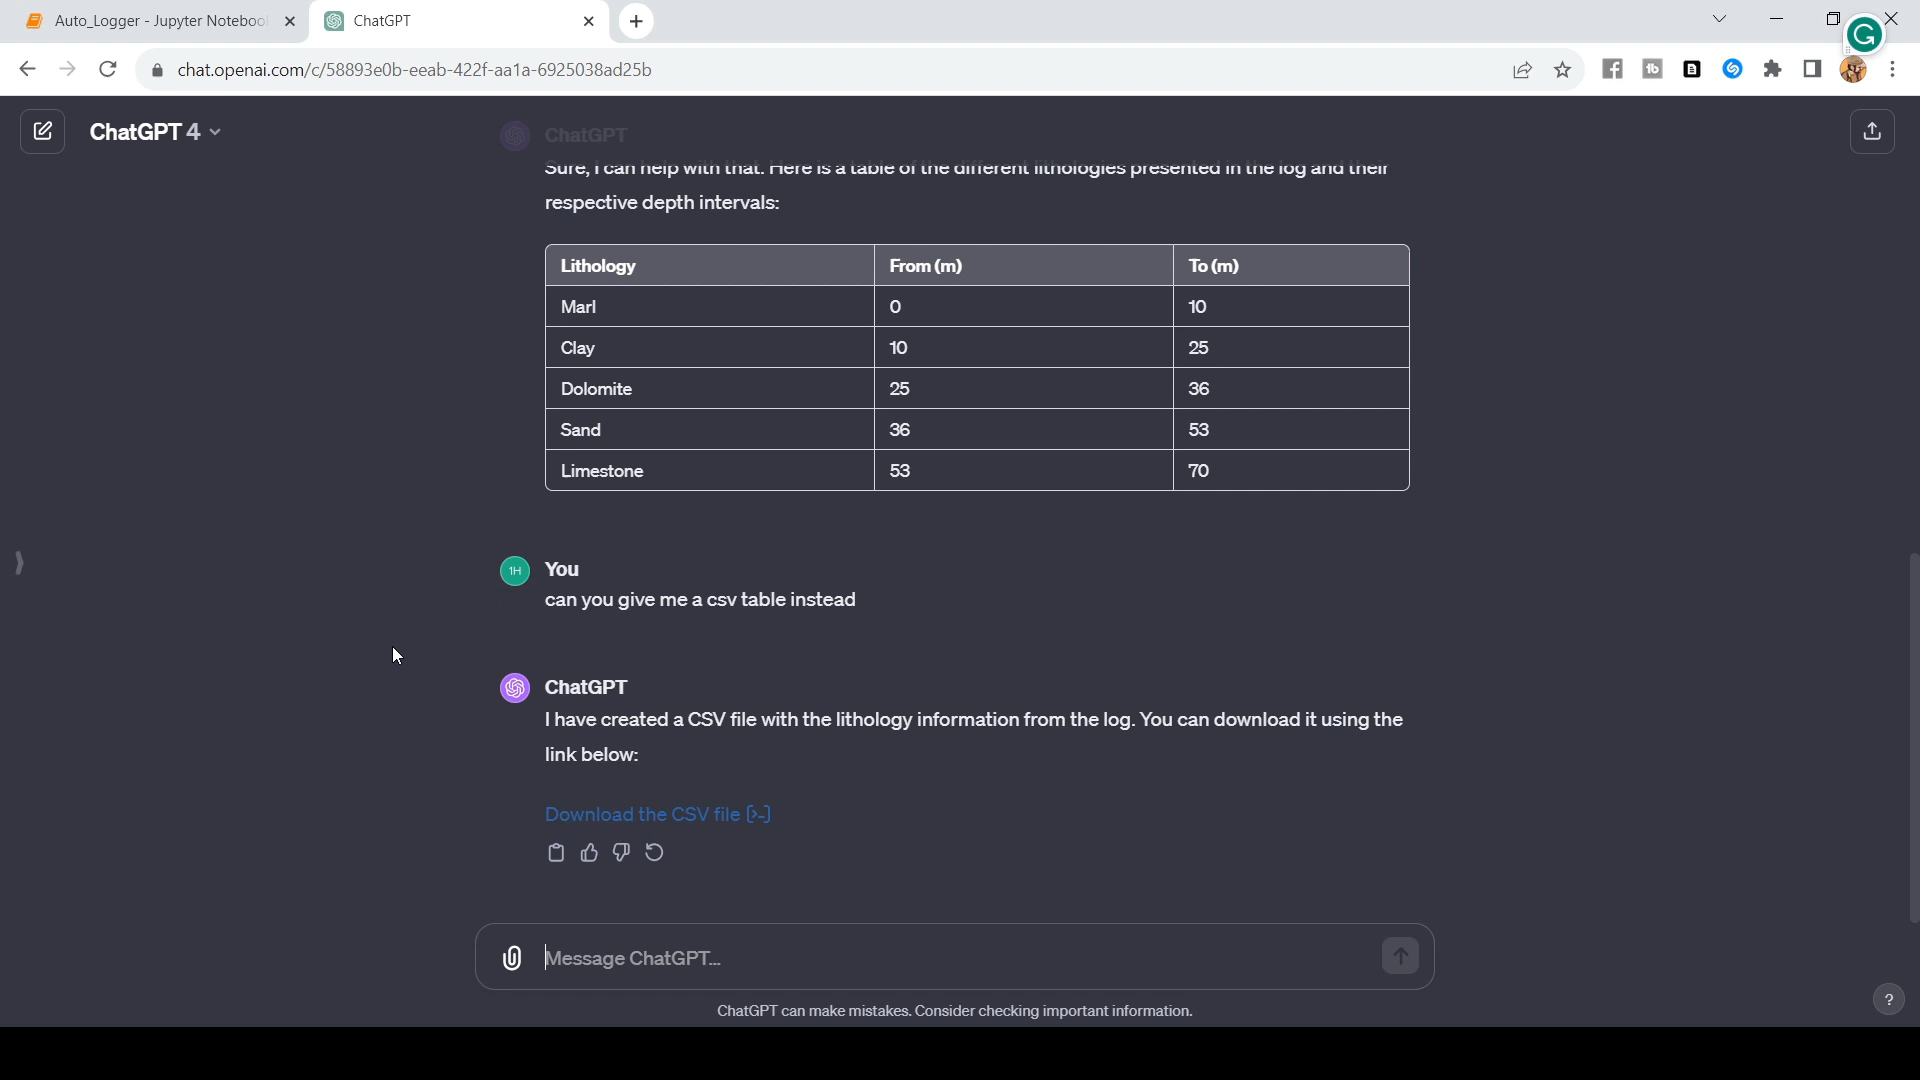 Auto_Logger - Jupyter Noteboo
ChatGPT
chat.openai.com/c/58893e0b-eeab-422f-aa1a-6925038ad25b
ChatGPT 4
ChatGPT
Sure, I can help with that. Here is a table of the different lithologies presented in the log and their
respective depth intervals:
Lithology From (m) To (m)
Marl 0 10
Clay 10 25
Dolomite 25 36
Sand 36 53
Limestone 53 70
1H You
can you give me a csv table instead
ChatGPT
I have created a CSV file with the lithology information from the log. You can download it using the
link below:
Download the CSV file [>-]
Message ChatGPT...
ChatGPT can make mistakes. Consider checking important information.
?